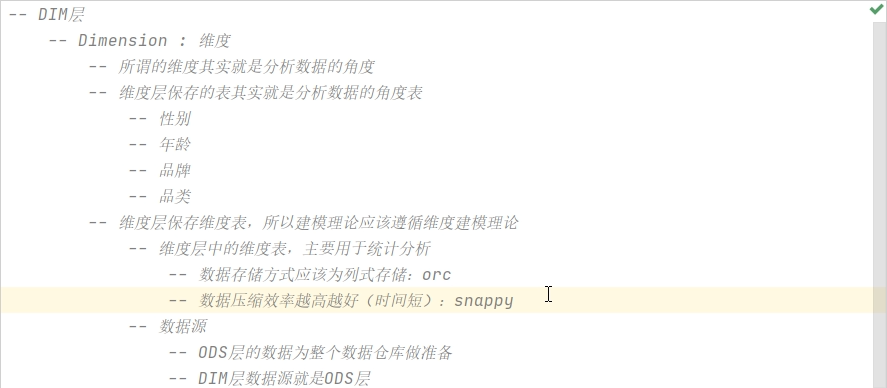 -- DIM层
-- Dimension : 维度
-- 所谓的维度其实就是分析数据的角度
-- 维度层保存的表其实就是分析数据的角度表
-- 性别
-- 年龄
-- 品牌
-- 品类
-- 维度层保存维度表，所以建模理论应该遵循维度建模理论
-- 维度层中的维度表，主要用于统计分析
-- 数据存储方式应该为列式存储：orc
-- 数据压缩效率越高越好（时间短）：snappy
-- 数据源
-- ODS层的数据为整个数据仓库做准备
-- DIM层数据源就是ODS层